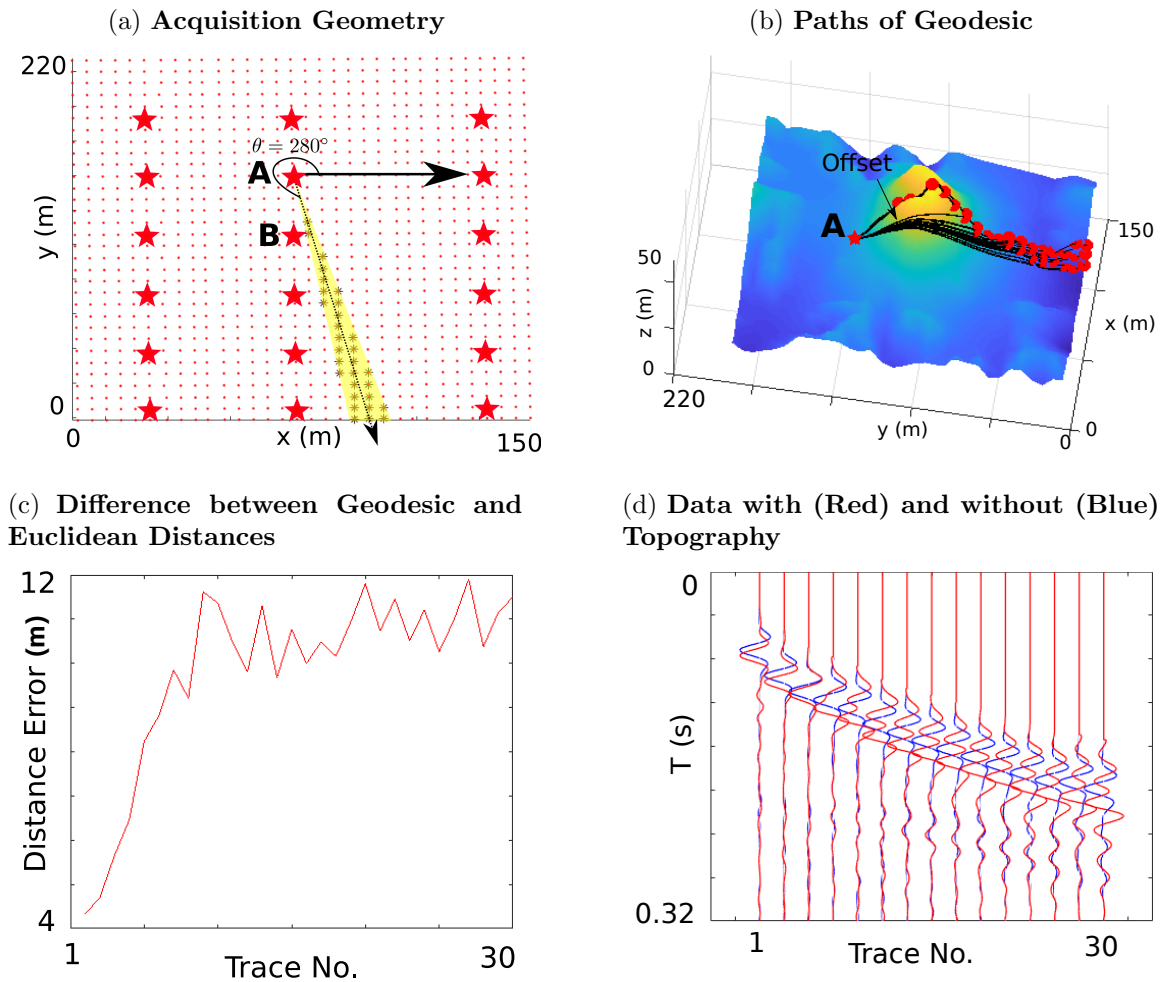 (a) Acquisition Geometry
220
y (m)
0
0
x (m)
150
θ = 280°
A
B
(b) Paths of Geodesic
Offset
A
50
z (m)
0
220
y (m)
0
0
x (m)
150
(c) Difference between Geodesic and
Euclidean Distances
12
Distance Error (m)
4
1
Trace No.
30
(d) Data with (Red) and without (Blue)
Topography
0
T (s)
0.32
1
Trace No.
30